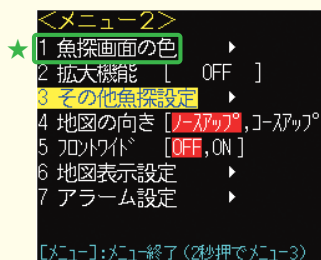 <メニュー2>
★1 魚探画面の色 ▶
2 拡大機能 [ OFF ]
3 その他魚探設定 ▶
4 地図の向き [ﾉｰｽｱｯﾌﾟ,ｺｰｽｱｯﾌﾟ
5 ﾌﾛﾝﾄﾜｲﾄﾞ [OFF,ON]
6 地図表示設定 ▶
7 アラーム設定 ▶
[ﾒﾆｭｰ]:ﾒﾆｭｰ終了(2秒押でﾒﾆｭｰ3)